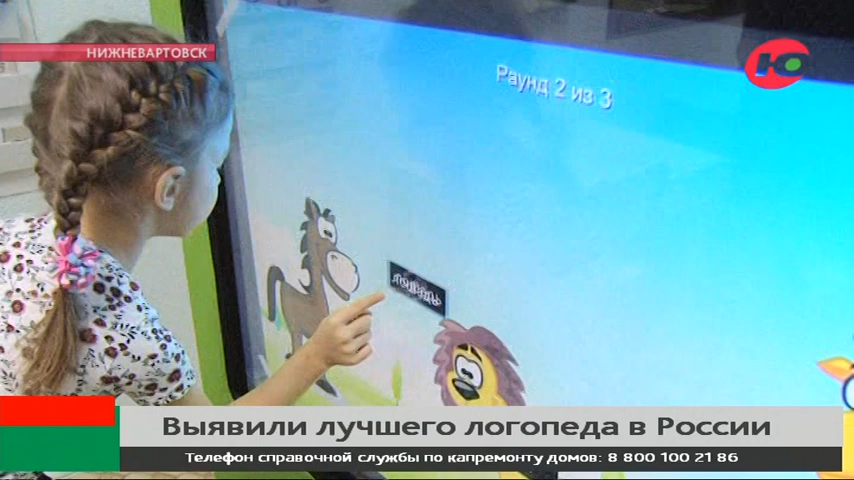 НИЖНЕВАРТОВСК
Ю
Раунд 2 из 3
лошадь
Выявили лучшего логопеда в России
Телефон справочной службы по капремонту домов: 8 800 100 21 86